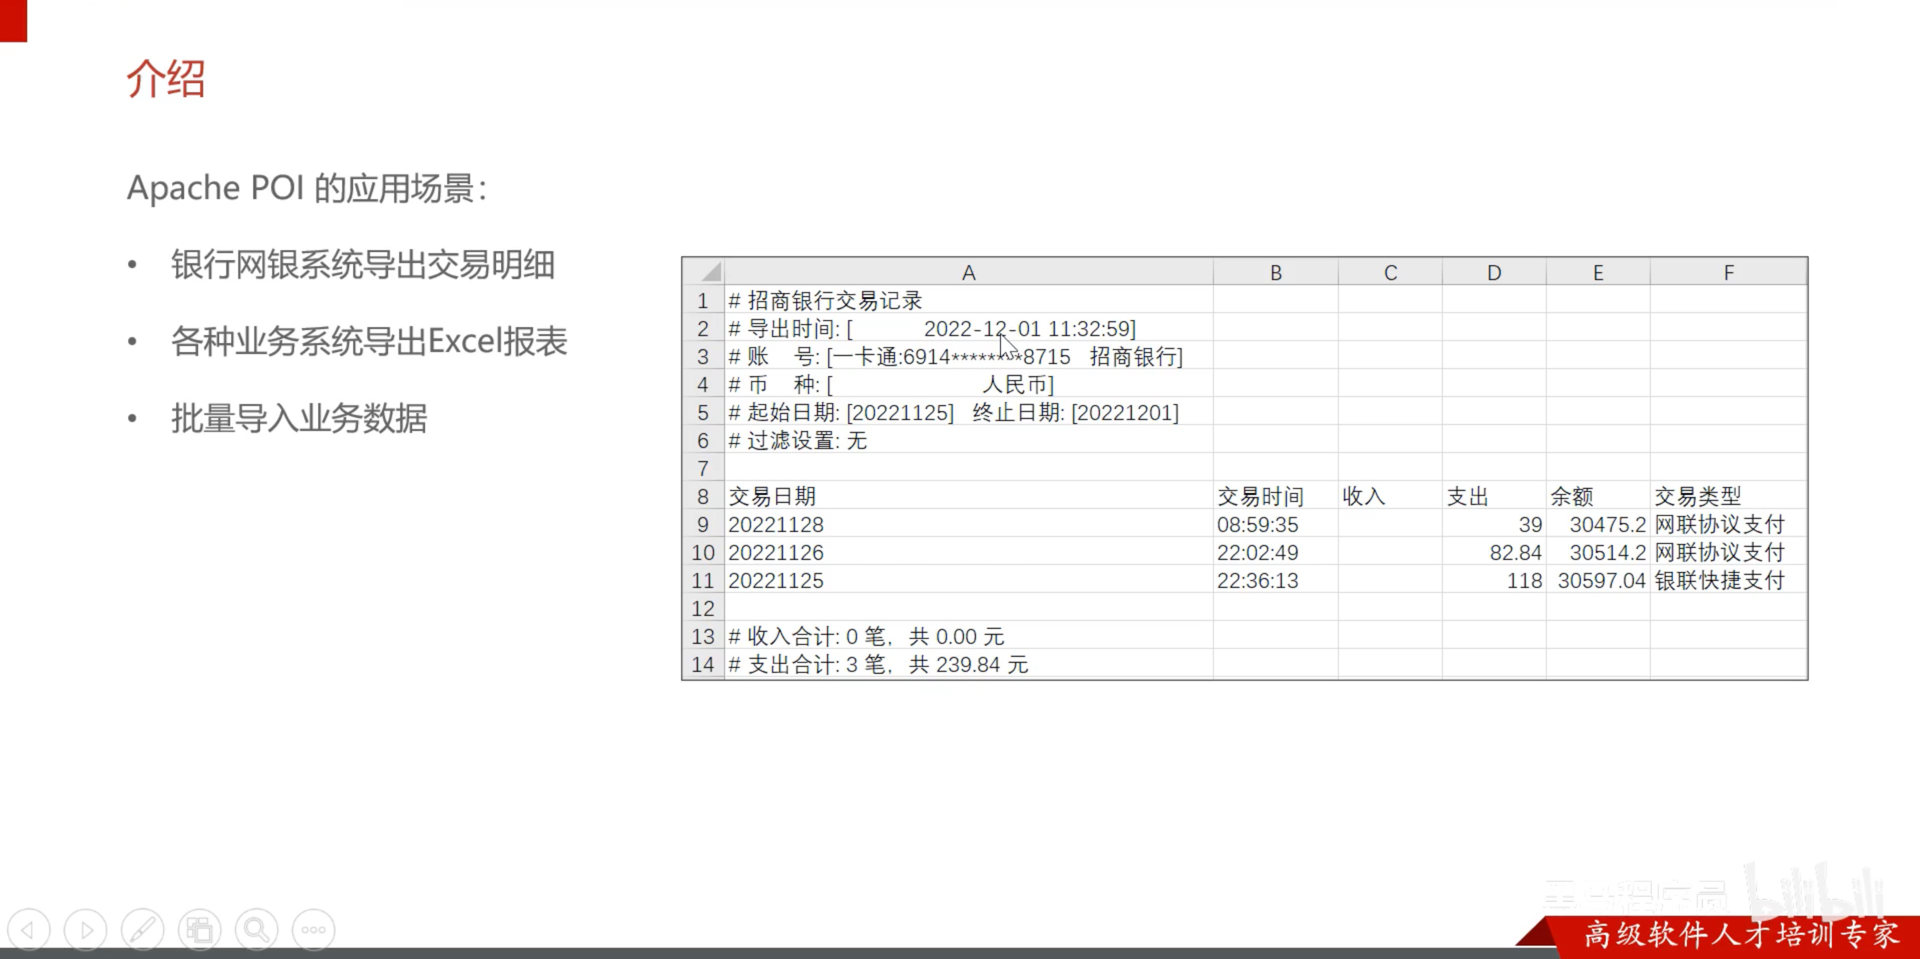 介绍
Apache POI 的应用场景：
• 银行网银系统导出交易明细
• 各种业务系统导出Excel报表
• 批量导入业务数据
A B C D E F
1 # 招商银行交易记录
2 # 导出时间: [ 2022-12-01 11:32:59]
3 # 账 号: [一卡通:6914********8715 招商银行]
4 # 币 种: [ 人民币]
5 # 起始日期: [20221125] 终止日期: [20221201]
6 # 过滤设置: 无
7
8 交易日期 交易时间 收入 支出 余额 交易类型
9 20221128 08:59:35 39 30475.2 网联协议支付
10 20221126 22:02:49 82.84 30514.2 网联协议支付
11 20221125 22:36:13 118 30597.04 银联快捷支付
12
13 # 收入合计: 0 笔，共 0.00 元
14 # 支出合计: 3 笔，共 239.84 元
黑马程序员 bilibili
高级软件人才培训专家